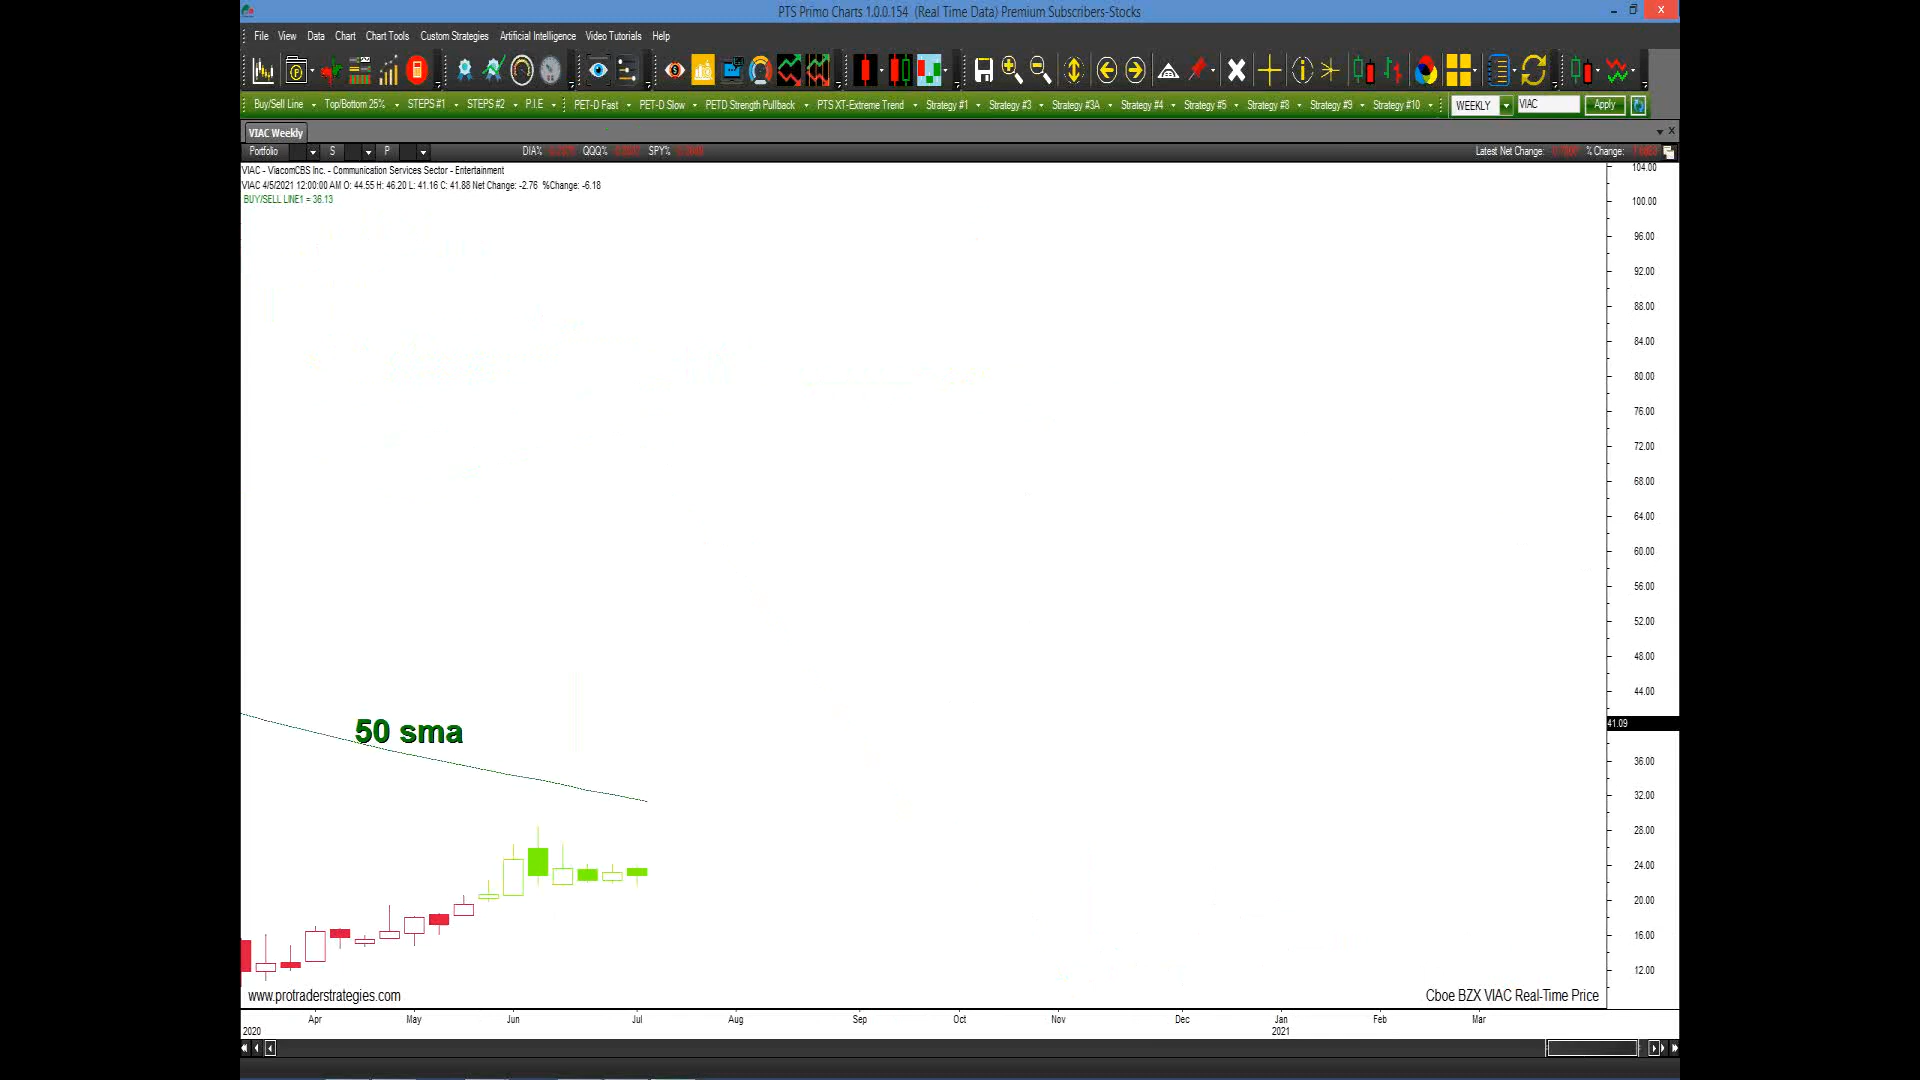 PTS Primo Charts 1.0.0.154 (Real Time Data) Premium Subscribers-Stocks
File View Data Chart Chart Tools Custom Strategies Artificial Intelligence Video Tutorials Help
Buy/Sell Line Top/Bottom 25% STEPS #1 STEPS #2 P.I.E PET-D Fast PET-D Slow PETD Strength Pullback PTS XT-Extreme Trend Strategy #1 Strategy #3 Strategy #3A Strategy #4 Strategy #5 Strategy #8 Strategy #9 Strategy #10 WEEKLY VIAC Apply
VIAC Weekly
Portfolio S P DIA% QQQ% SPY% Latest Net Change: % Change:
VIAC - ViacomCBS Inc. - Communication Services Sector - Entertainment
VIAC 4/5/2021 12:00:00 AM O: 44.55 H: 46.20 L: 41.16 C: 41.88 Net Change: -2.76 %Change: -6.18
BUY/SELL LINE1 = 36.13
104.00
100.00
96.00
92.00
88.00
84.00
80.00
76.00
72.00
68.00
64.00
60.00
56.00
52.00
48.00
44.00
41.09
50 sma
36.00
32.00
28.00
24.00
20.00
16.00
12.00
www.protraderstrategies.com
Cboe BZX VIAC Real-Time Price
Apr May Jun Jul Aug Sep Oct Nov Dec Jan Feb Mar
2020 2021